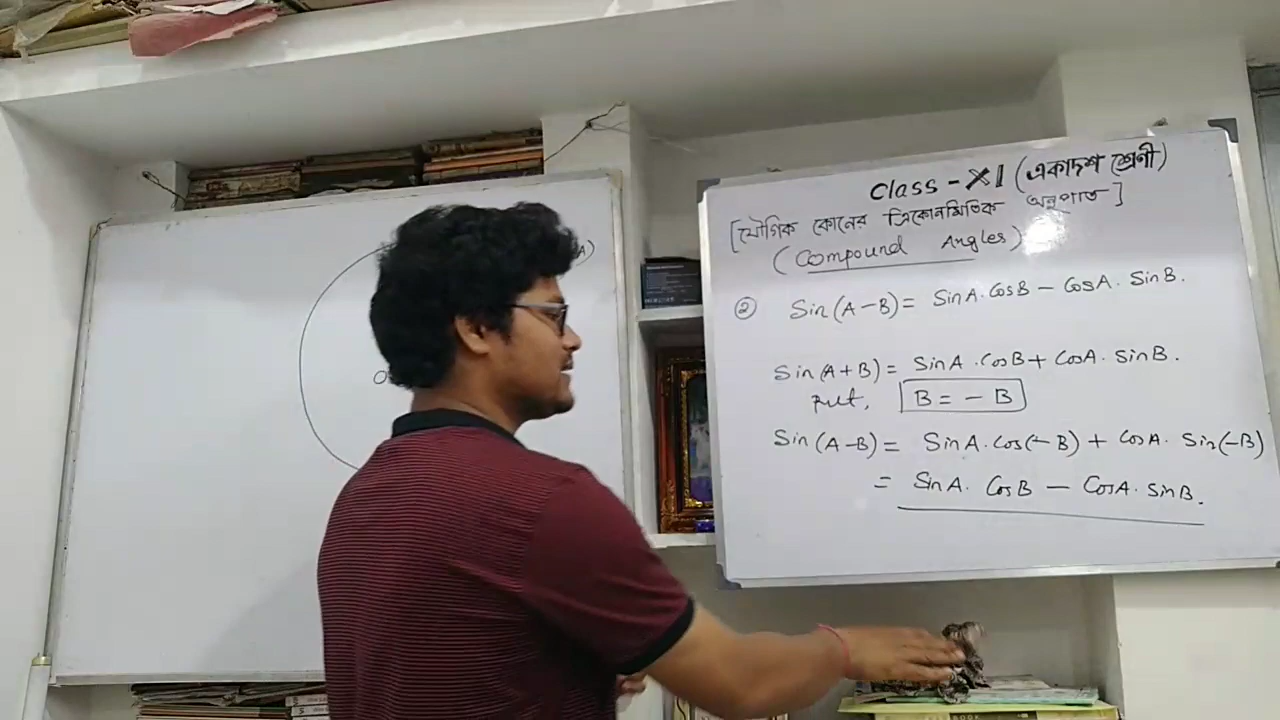 Class - XI (একাদশ শ্রেণী)
[যৌগিক কোনের ত্রিকোনমিতিক অনুপাত]
(Compound Angles)
② Sin(A-B) = SinA.CosB - CosA. SinB.
Sin(A+B) = SinA.CosB + CosA. SinB.
Put, B = - B
Sin(A-B) = SinA.Cos(-B) + CosA. Sin(-B)
= SinA. CosB - CosA. SinB.
O
A)